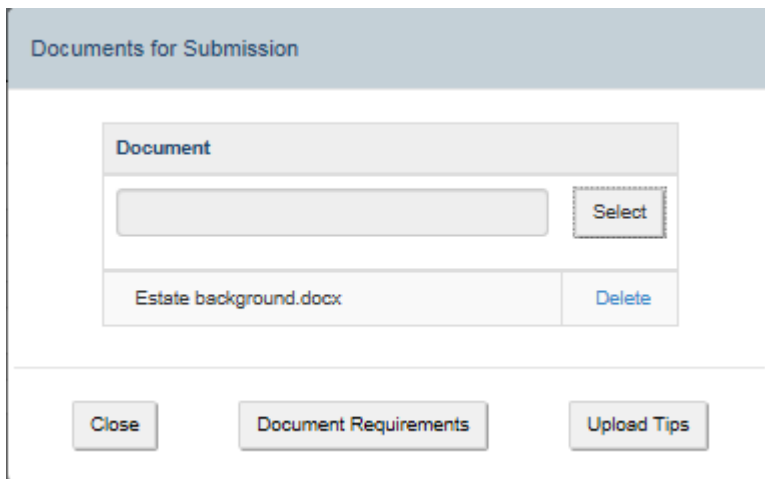 Documents for Submission
Document
Select
Estate background.docx Delete
Close Document Requirements Upload Tips